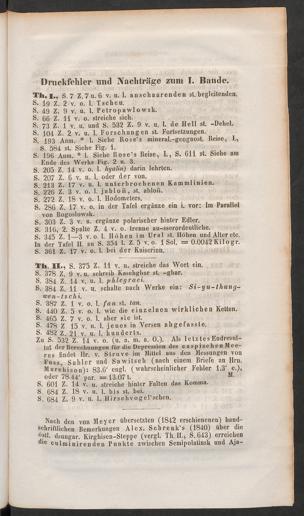 Druckfehler und Nachträge zum I. Bande.
Th. I., S. 7 Z. 7 u. 6 v. u. l. anschaarenden st. begleitenden.
S. 19 Z. 2 v. o. l. Tscheu.
S. 49 Z. 9 v. u. l. Petropawlowsk.
S. 66 Z. 11 v. o. streiche sich.
S. 73 Z. 1 v. u. und S. 532 Z. 9 v. u. l. de Hell st. -Dehel.
S. 104 Z. 2 v. u. l. Forschungen st. Fortsetzungen.
S. 193 Anm. * l. Siehe Rose's mineral.-geognost. Reise, I.,
S. 584 st. Siehe Fig. 1.
S. 196 Anm. * l. Siehe Rose's Reise, I., S. 611 st. Siehe am
Ende des Werke Fig. 2 u. 3.
S. 205 Z. 14 v. o. l. hyalin) darin lehrten.
S. 207 Z. 6 v. u. l. oder der von.
S. 213 Z. 17 v. u. l. unterbrochenen Kammlinien.
S. 226 Z. 3 v. o. l. jabloň, st. abloň.
S. 272 Z. 18 v. o. l. Hodometers.
S. 286 Z. 17 v. o. in der Tafel ergänze ein i. vor: Im Parallel
von Bogoslowsk.
S. 303 Z. 3 v. u. ergänze polarischer hinter Edler.
S. 316, 2. Spalte Z. 4 v. o. trenne zu-norerdetliche.
S. 345 Z. 1—3 v. o. l. Höhen im Ural st. Höhen und Alter etc.
In der Tafel II. zu S. 354 l. Z. 5 v. o. 1 Sol. = 0.0042 Kilogr.
S. 361 Z. 17 v. o. l. bei der Kaiserinn.
Th. II., S. 375 Z. 11 v. u. streiche das Wort ein.
S. 378 Z. 9 v. u. schreib Kaschghar st. -ghar.
S. 384 Z. 14 v. u. l. phlegraei.
S. 384 Z. 11 v. u. schalte nach Werke ein: Si-yu-thung-
wen-tschi.
S. 387 Z. 1 v. o. l. fan st. tan.
S. 440 Z. 5 v. o. l. wie die einzelnen wirklichen Ketten.
S. 465 Z. 7 v. o. l. aber sie ist.
S. 478 Z. 15 v. u. l. jenes in Versen abgefasste.
S. 482 Z. 21 v. u. l. hunderts.
Zu S. 532 Z. 14 v. o. (u. a. m. a. O.). Als letztes Endresul-
tat der Berechnungen für die Depression des caspischen Mee-
res findet Hr. v. Struve im Mittel aus den Messungen von
Fuss, Sabler und Sawitsch (nach einem Briefe an Hrn.
Murchison): 83.6' engl. (wahrscheinlicher Fehler 1.3' e.),
oder 78.44' par. = 13.07 t. M.
S. 601 Z. 14 v. u. streiche hinter Falten das Komma.
S. 684 Z. 18 v. u. l. bis st. bei.
S. 684 Z. 9 v. u. l. Hirschvogel'schen.
Nach den von Meyer übersetzten (1842 erschienenen) hand-
schriftlichen Bemerkungen Alex. Schrenk's (1840) über die
östl. dsungar. Kirghisen-Steppe (vergl. Th. II., S. 643) erreichen
die culminirenden Punkte zwischen Semipolatinsk und Aja-